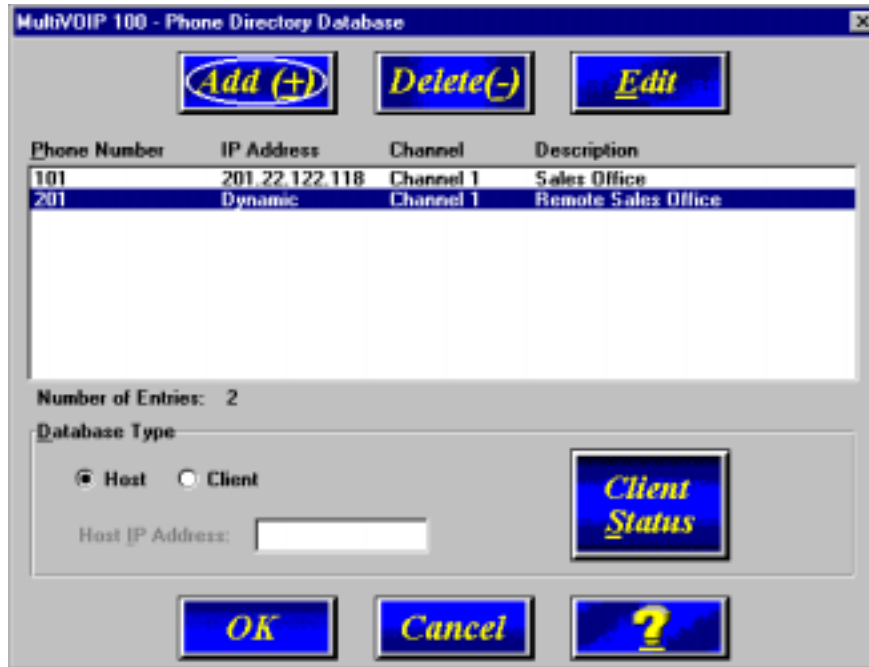 MultiVOIP 100 - Phone Directory Database
Add (+) Delete(-) Edit
Phone Number IP Address Channel Description
101 201.22.122.118 Channel 1 Sales Office
201 Dynamic Channel 1 Remote Sales Office
Number of Entries: 2
Database Type
Host Client
Host IP Address:
Client
Status
OK Cancel ?